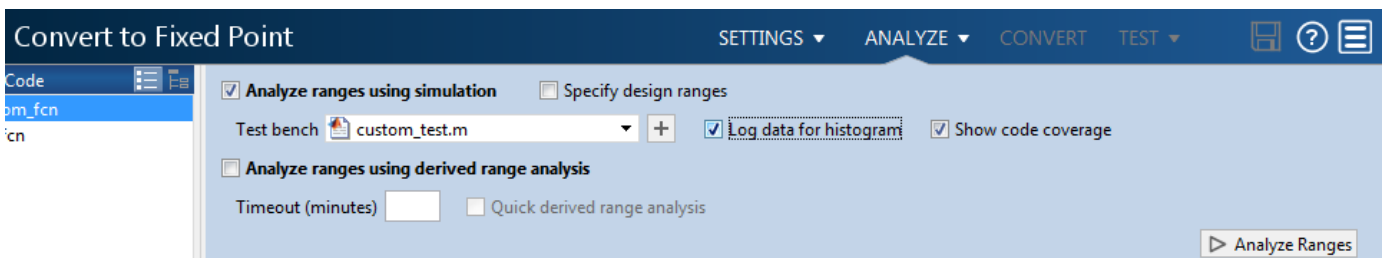 Convert to Fixed Point SETTINGS ANALYZE CONVERT TEST ?
Code
om_fcn
fcn
Analyze ranges using simulation Specify design ranges
Test bench custom_test.m + Log data for histogram Show code coverage
Analyze ranges using derived range analysis
Timeout (minutes) Quick derived range analysis
Analyze Ranges